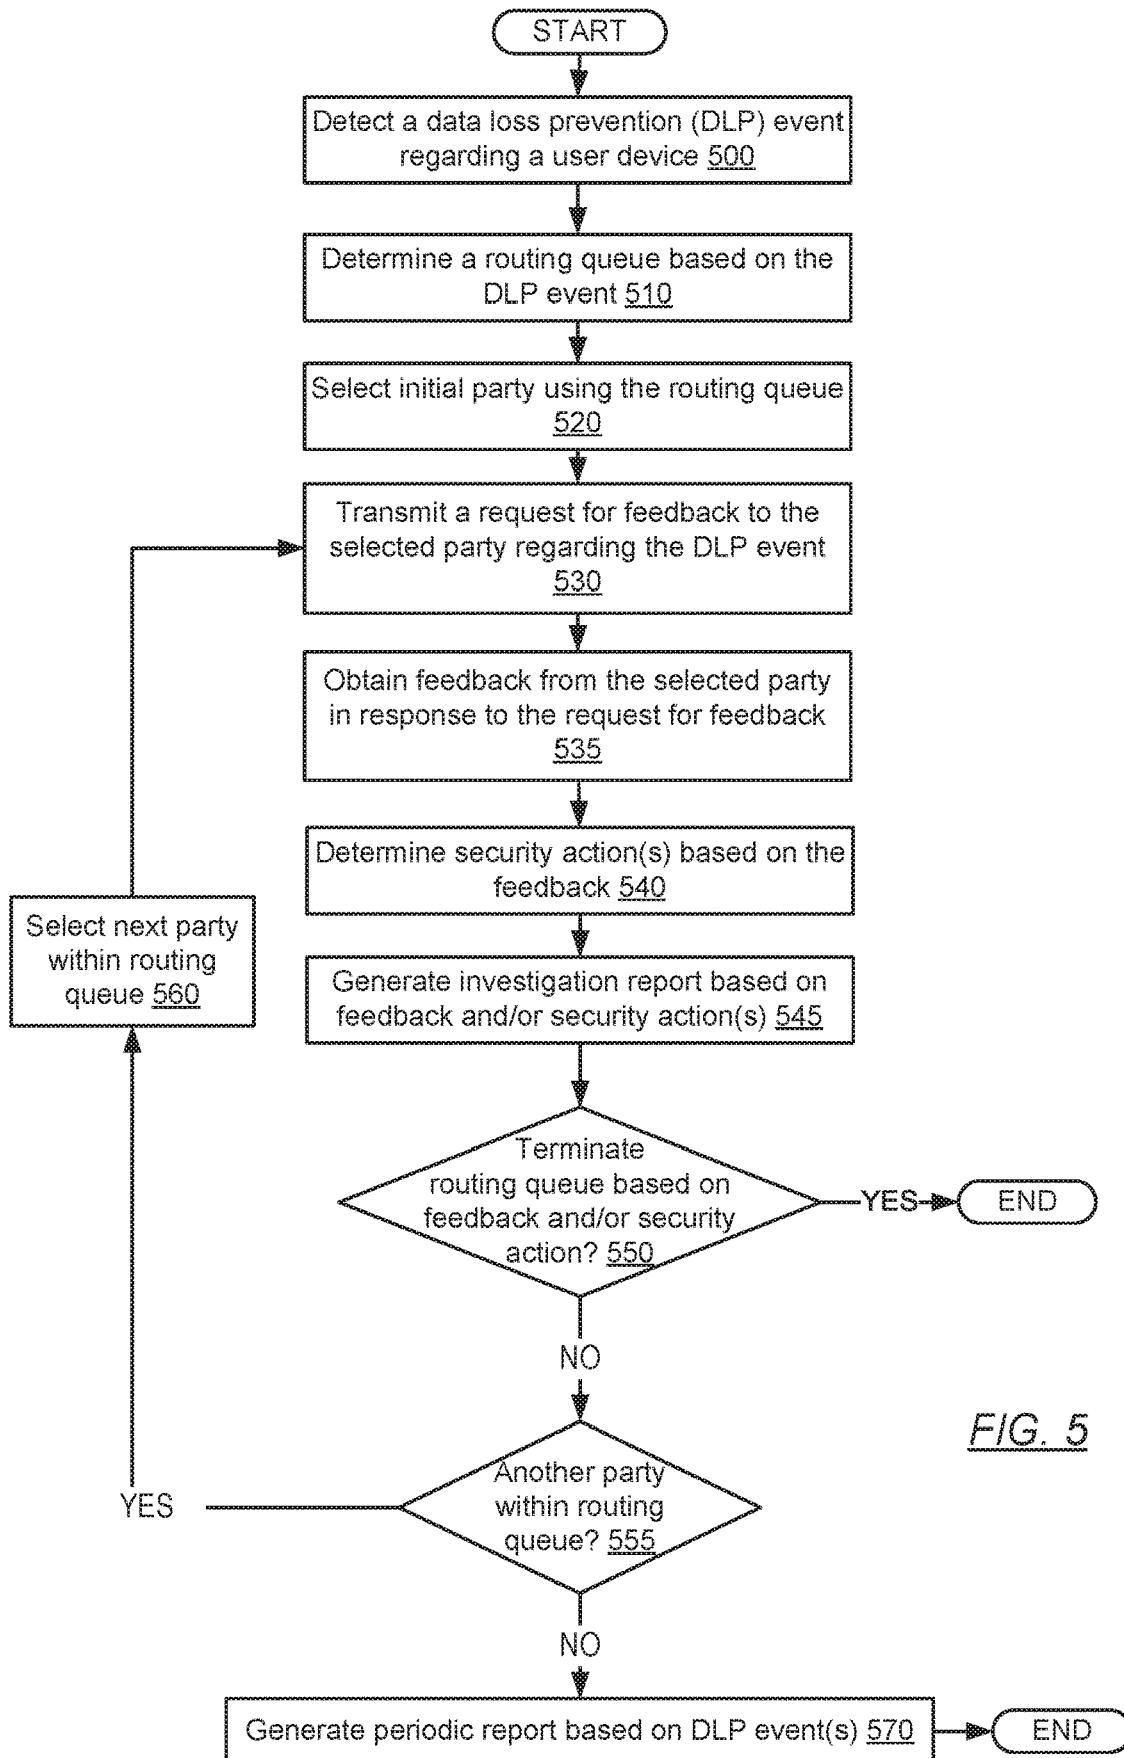 START
Detect a data loss prevention (DLP) event
regarding a user device 500
Determine a routing queue based on the
DLP event 510
Select initial party using the routing queue
520
Transmit a request for feedback to the
selected party regarding the DLP event
530
Obtain feedback from the selected party
in response to the request for feedback
535
Determine security action(s) based on the
feedback 540
Select next party
within routing
queue 560
Generate investigation report based on
feedback and/or security action(s) 545
Terminate
routing queue based on
feedback and/or security
action? 550
YES
END
NO
FIG. 5
Another party
within routing
queue? 555
YES
NO
Generate periodic report based on DLP event(s) 570
END